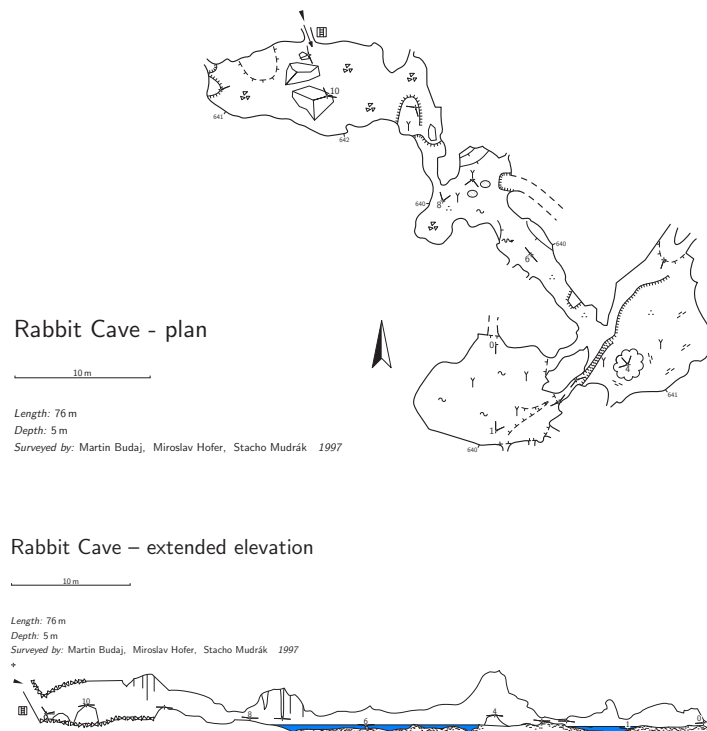 10
641
642
8
640
640
6
Rabbit Cave - plan
0
4
10 m
641
Length: 76 m
Depth: 5 m
1
Surveyed by: Martin Budaj, Miroslav Hofer, Stacho Mudrák 1997
640
Rabbit Cave – extended elevation
10 m
Length: 76 m
Depth: 5 m
Surveyed by: Martin Budaj, Miroslav Hofer, Stacho Mudrák 1997
10
8
6
4
1
0